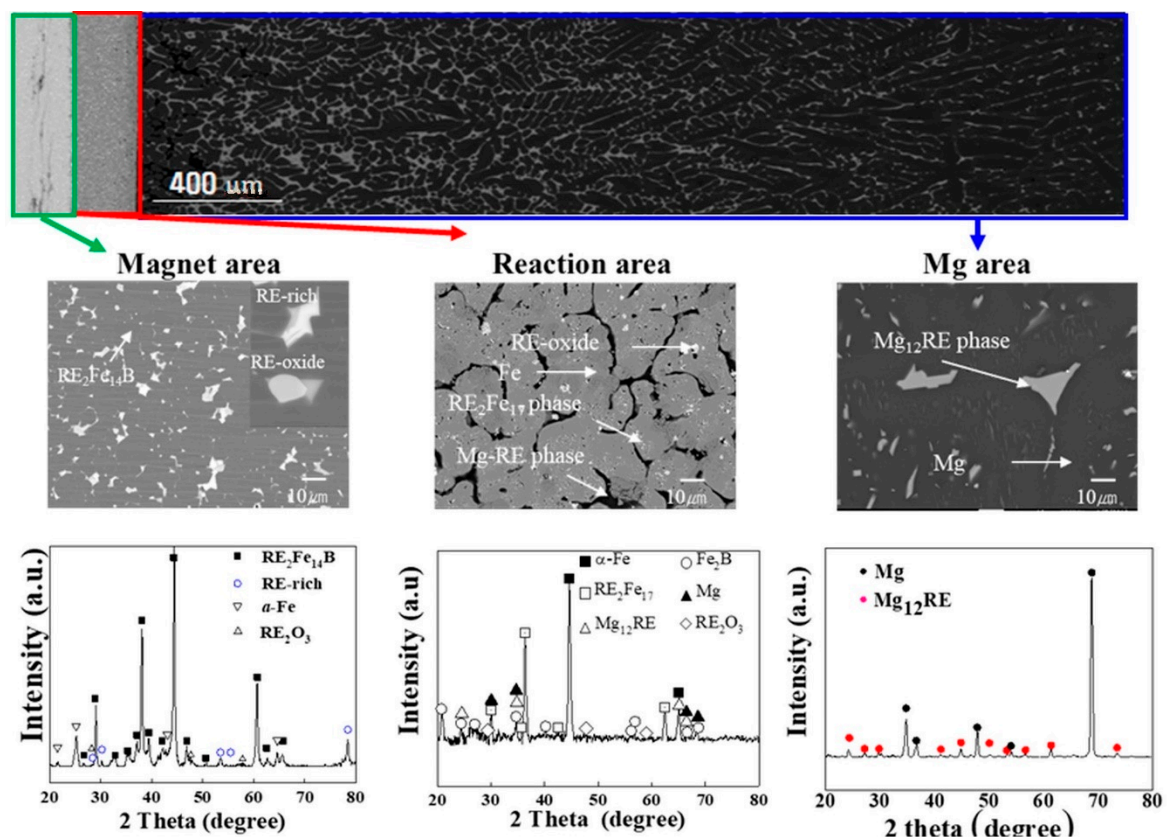 400 um
Magnet area
Reaction area
Mg area
RE-rich
RE-oxide
RE₂Fe₁₄B
10㎛
RE-oxide
Fe
RE₂Fe₁₇ phase
Mg-RE phase
10㎛
Mg₁₂RE phase
Mg
10㎛
Intensity (a.u.)
RE₂Fe₁₄B
RE-rich
a-Fe
RE₂O₃
20 30 40 50 60 70 80
2 Theta (degree)
Intensity (a.u)
α-Fe
Fe₂B
RE₂Fe₁₇
Mg
Mg₁₂RE
RE₂O₃
20 30 40 50 60 70 80
2 Theta (degree)
Intensity (a.u.)
Mg
Mg₁₂RE
20 30 40 50 60 70 80
2 theta (degree)